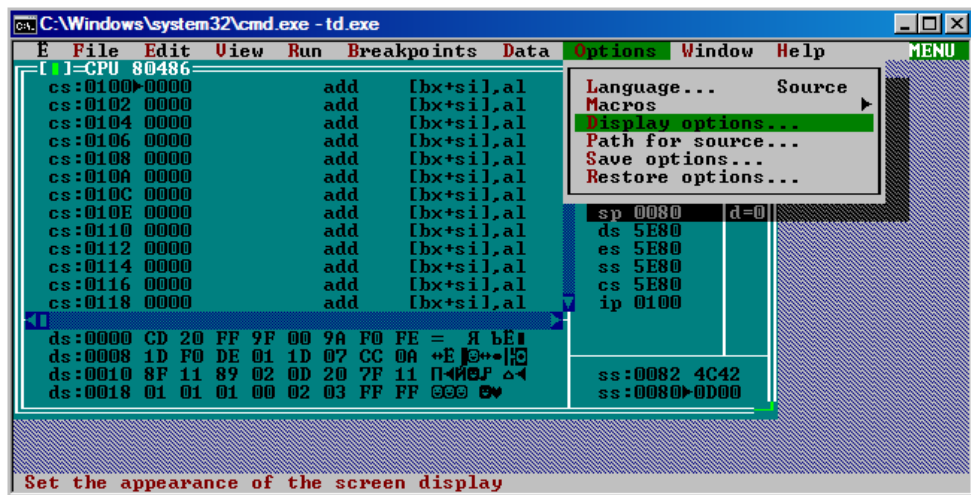 C:\Windows\system32\cmd.exe - td.exe
Ё File Edit View Run Breakpoints Data Options Window Help MENU
[ ]=CPU 80486
cs:0100►0000 add [bx+si],al
cs:0102 0000 add [bx+si],al
cs:0104 0000 add [bx+si],al
cs:0106 0000 add [bx+si],al
cs:0108 0000 add [bx+si],al
cs:010A 0000 add [bx+si],al
cs:010C 0000 add [bx+si],al
cs:010E 0000 add [bx+si],al
cs:0110 0000 add [bx+si],al
cs:0112 0000 add [bx+si],al
cs:0114 0000 add [bx+si],al
cs:0116 0000 add [bx+si],al
cs:0118 0000 add [bx+si],al
Language... Source
Macros ►
Display options...
Path for source...
Save options...
Restore options...
sp 0080 d=0
ds 5E80
es 5E80
ss 5E80
cs 5E80
ip 0100
ds:0000 CD 20 FF 9F 00 9A F0 FE = Я ЪЁ■
ds:0008 1D F0 DE 01 1D 07 CC 0A
ds:0010 8F 11 89 02 0D 20 7F 11
ds:0018 01 01 01 00 02 03 FF FF ☺☺☺ ☻♥
ss:0082 4C42
ss:0080►0D00
Set the appearance of the screen display